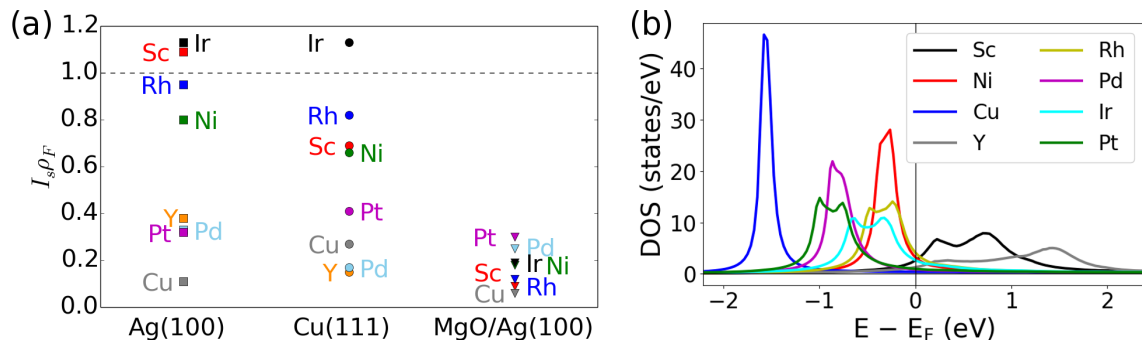 (a)
1.2
1.0
0.8
0.6
0.4
0.2
0.0
I_sρ_F
Ir
Sc
Rh
Ni
Y
Pt
Pd
Cu
Ir
Rh
Sc
Ni
Pt
Cu
Y
Pd
Pt
Pd
Ir
Ni
Sc
Rh
Cu
Ag(100)
Cu(111)
MgO/Ag(100)
(b)
DOS (states/eV)
40
30
20
10
0
−2
−1
0
1
2
E − E_F (eV)
Sc
Ni
Cu
Y
Rh
Pd
Ir
Pt